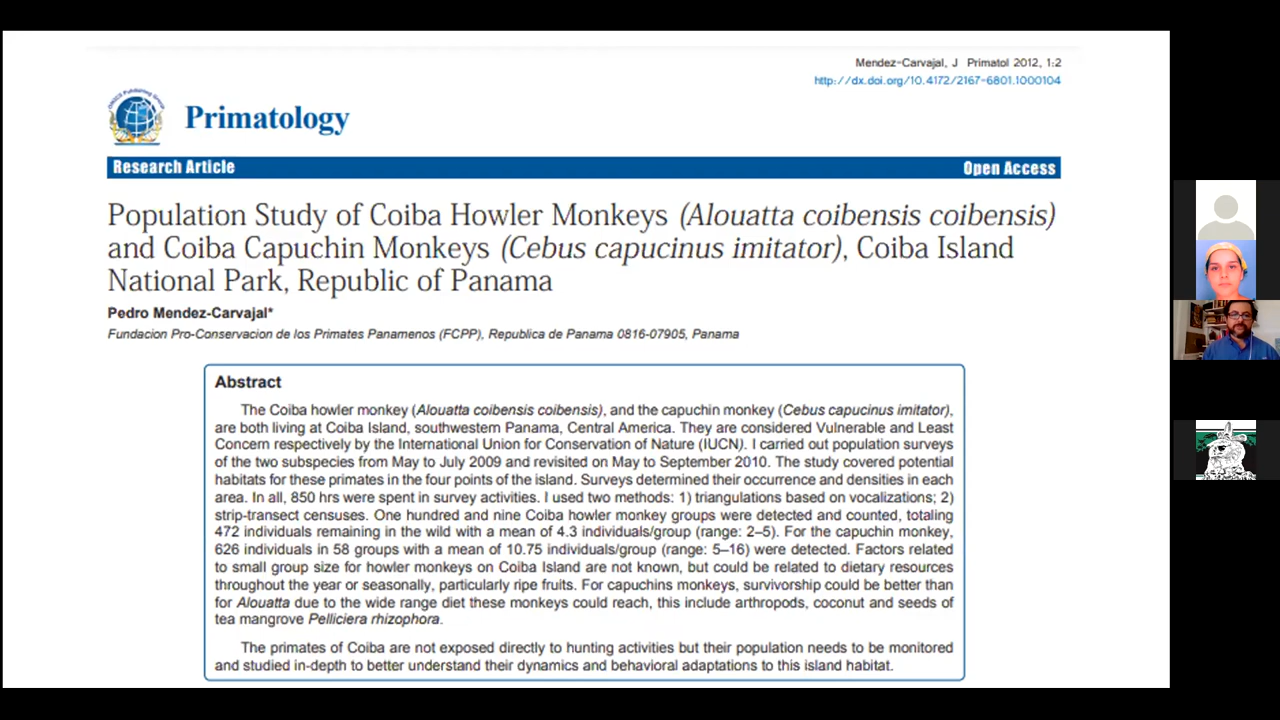 Mendez-Carvajal, J Primatol 2012, 1:2
http://dx.doi.org/10.4172/2167-6801.1000104
Primatology
Research Article
Open Access
Population Study of Coiba Howler Monkeys (Alouatta coibensis coibensis)
and Coiba Capuchin Monkeys (Cebus capucinus imitator), Coiba Island
National Park, Republic of Panama
Pedro Mendez-Carvajal*
Fundacion Pro-Conservacion de los Primates Panamenos (FCPP), Republica de Panama 0816-07905, Panama
Abstract
The Coiba howler monkey (Alouatta coibensis coibensis), and the capuchin monkey (Cebus capucinus imitator),
are both living at Coiba Island, southwestern Panama, Central America. They are considered Vulnerable and Least
Concern respectively by the International Union for Conservation of Nature (IUCN). I carried out population surveys
of the two subspecies from May to July 2009 and revisited on May to September 2010. The study covered potential
habitats for these primates in the four points of the island. Surveys determined their occurrence and densities in each
area. In all, 850 hrs were spent in survey activities. I used two methods: 1) triangulations based on vocalizations; 2)
strip-transect censuses. One hundred and nine Coiba howler monkey groups were detected and counted, totaling
472 individuals remaining in the wild with a mean of 4.3 individuals/group (range: 2–5). For the capuchin monkey,
626 individuals in 58 groups with a mean of 10.75 individuals/group (range: 5–16) were detected. Factors related
to small group size for howler monkeys on Coiba Island are not known, but could be related to dietary resources
throughout the year or seasonally, particularly ripe fruits. For capuchins monkeys, survivorship could be better than
for Alouatta due to the wide range diet these monkeys could reach, this include arthropods, coconut and seeds of
tea mangrove Pelliciera rhizophora.
The primates of Coiba are not exposed directly to hunting activities but their population needs to be monitored
and studied in-depth to better understand their dynamics and behavioral adaptations to this island habitat.